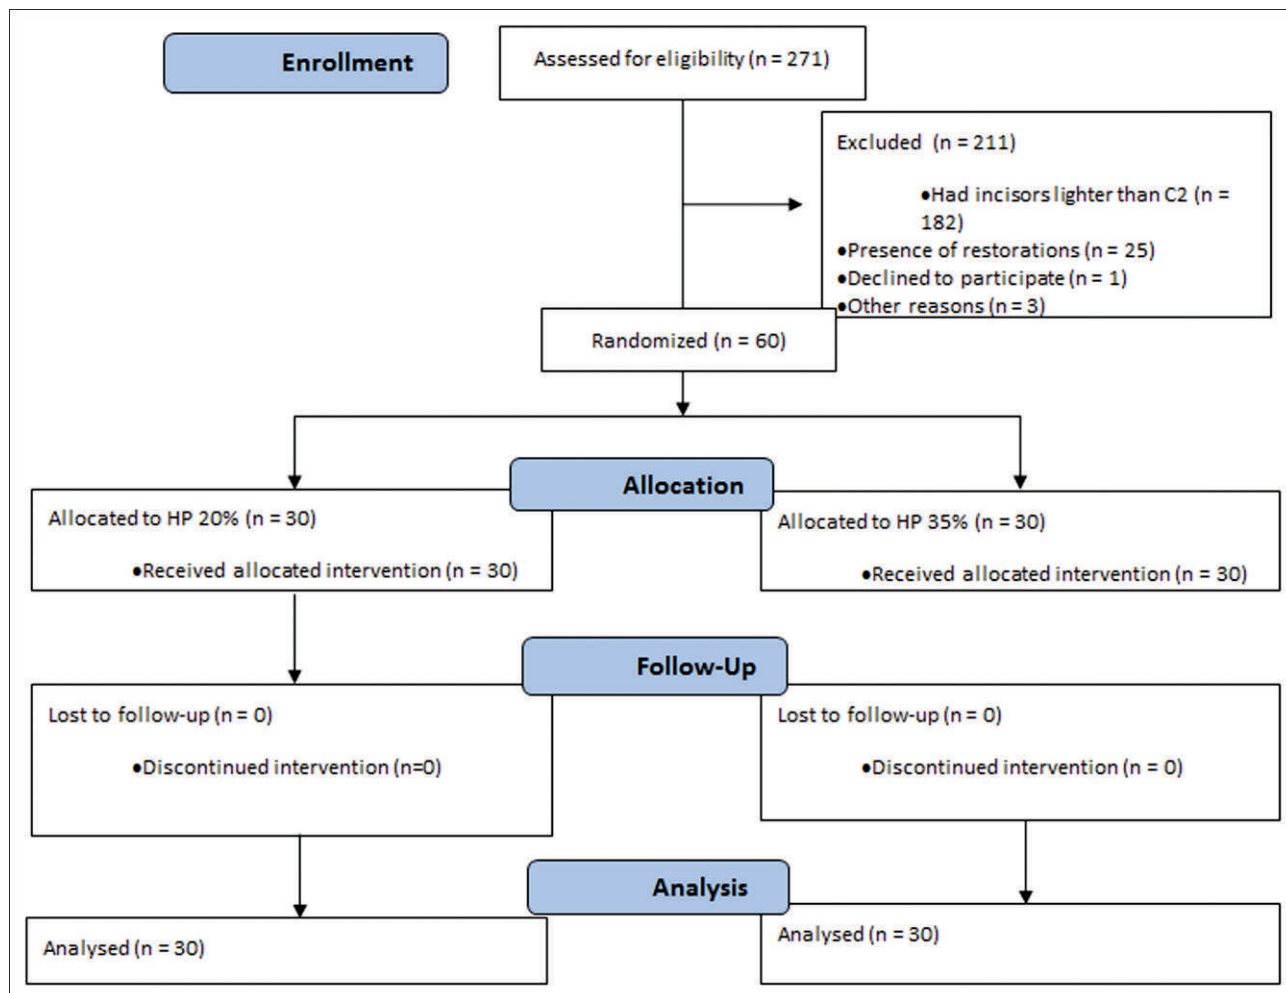 Enrollment
Assessed for eligibility (n = 271)
Excluded (n = 211)
●Had incisors lighter than C2 (n =
182)
●Presence of restorations (n = 25)
●Declined to participate (n = 1)
●Other reasons (n = 3)
Randomized (n = 60)
Allocation
Allocated to HP 20% (n = 30)
●Received allocated intervention (n = 30)
Allocated to HP 35% (n = 30)
●Received allocated intervention (n = 30)
Follow-Up
Lost to follow-up (n = 0)
●Discontinued intervention (n=0)
Lost to follow-up (n = 0)
●Discontinued intervention (n = 0)
Analysis
Analysed (n = 30)
Analysed (n = 30)